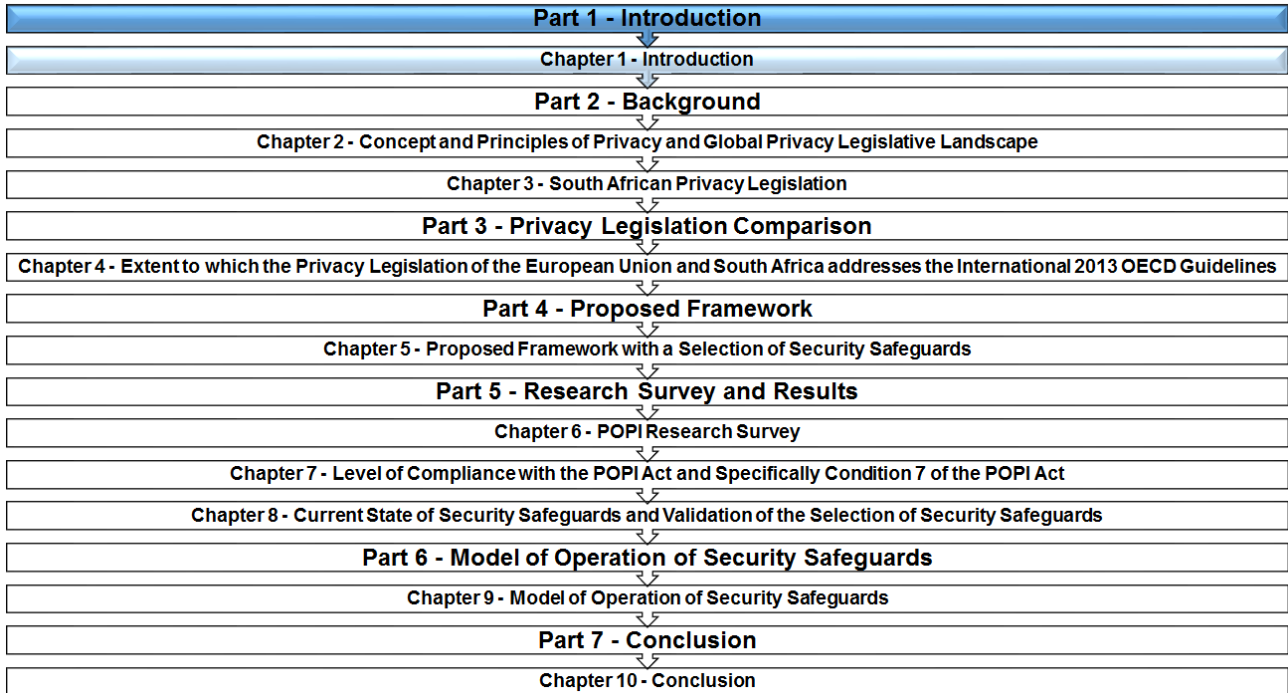 Part 1 - Introduction
Chapter 1 - Introduction
Part 2 - Background
Chapter 2 - Concept and Principles of Privacy and Global Privacy Legislative Landscape
Chapter 3 - South African Privacy Legislation
Part 3 - Privacy Legislation Comparison
Chapter 4 - Extent to which the Privacy Legislation of the European Union and South Africa addresses the International 2013 OECD Guidelines
Part 4 - Proposed Framework
Chapter 5 - Proposed Framework with a Selection of Security Safeguards
Part 5 - Research Survey and Results
Chapter 6 - POPI Research Survey
Chapter 7 - Level of Compliance with the POPI Act and Specifically Condition 7 of the POPI Act
Chapter 8 - Current State of Security Safeguards and Validation of the Selection of Security Safeguards
Part 6 - Model of Operation of Security Safeguards
Chapter 9 - Model of Operation of Security Safeguards
Part 7 - Conclusion
Chapter 10 - Conclusion